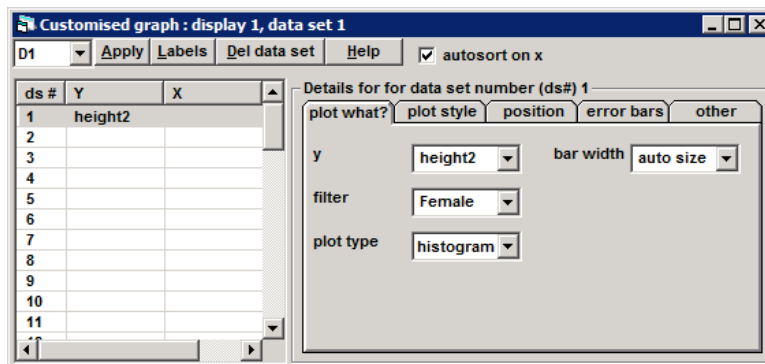 Customised graph : display 1, data set 1
D1 Apply Labels Del data set Help autosort on x
ds # Y X
1 height2
2
3
4
5
6
7
8
9
10
11
Details for for data set number (ds#) 1
plot what? plot style position error bars other
y height2 bar width auto size
filter Female
plot type histogram